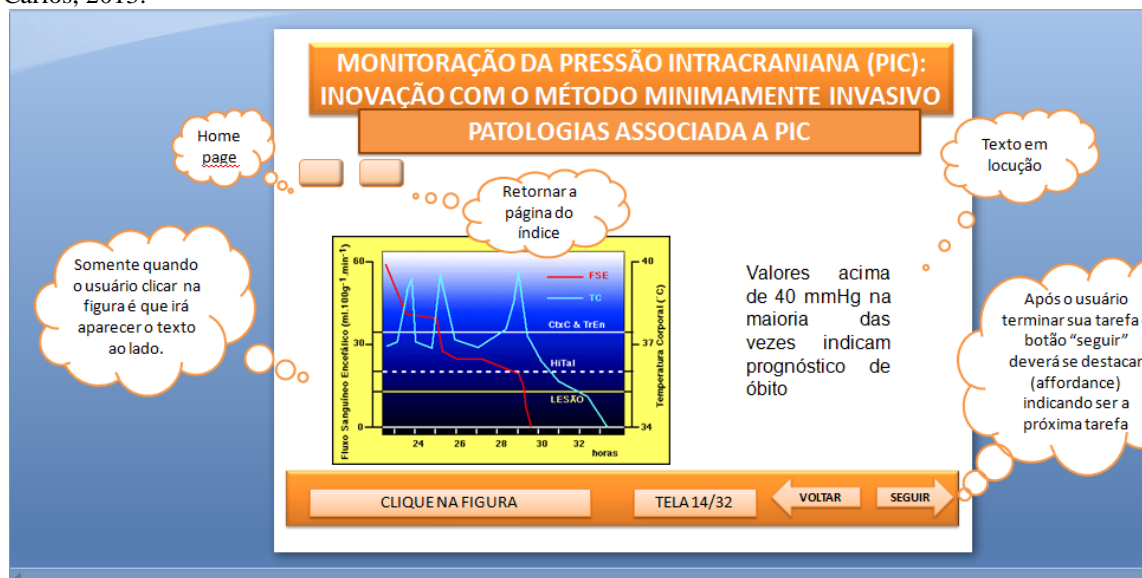 Carlos, 2013.
MONITORAÇÃO DA PRESSÃO INTRACRANIANA (PIC):
INOVAÇÃO COM O MÉTODO MINIMAMENTE INVASIVO
PATOLOGIAS ASSOCIADA A PIC
Home
page
Texto em
locução
Retornar a
página do
índice
Somente quando
o usuário clicar na
figura é que irá
aparecer o texto
ao lado.
Fluxo Sanguíneo Encefálico (ml.100g⁻¹.min⁻¹)
60
30
0
FSE
TC
CtxC & TrEn
HiTal
LESÃO
40
37
34
Temperatura Corporal (°C)
24 26 28 30 32
horas
Valores acima
de 40 mmHg na
maioria das
vezes indicam
prognóstico de
óbito
Após o usuário
terminar sua tarefa
botão “seguir”
deverá se destacar
(affordance)
indicando ser a
próxima tarefa
CLIQUE NA FIGURA
TELA 14/32
VOLTAR
SEGUIR